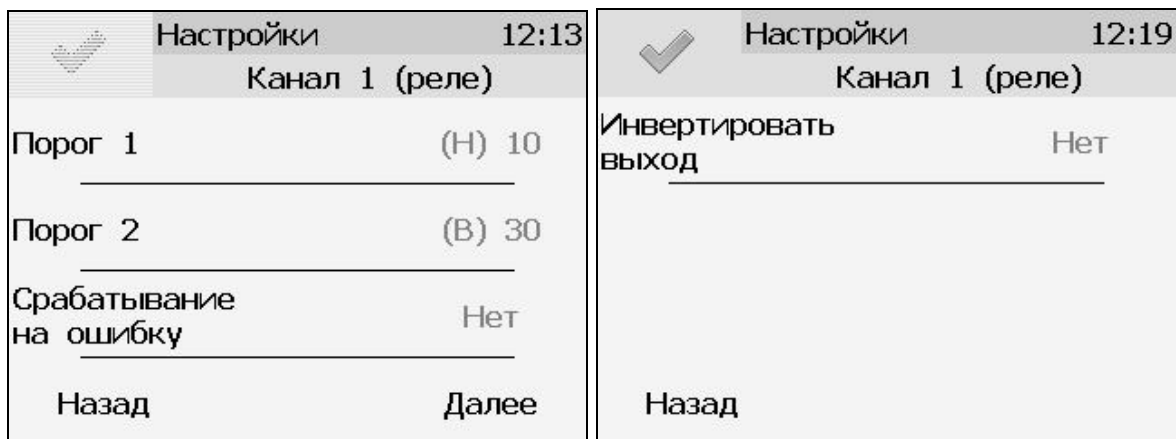 Настройки 12:13
Канал 1 (реле)
Порог 1 (Н) 10
Порог 2 (В) 30
Срабатывание
на ошибку Нет
Назад Далее
Настройки 12:19
Канал 1 (реле)
Инвертировать
выход Нет
Назад